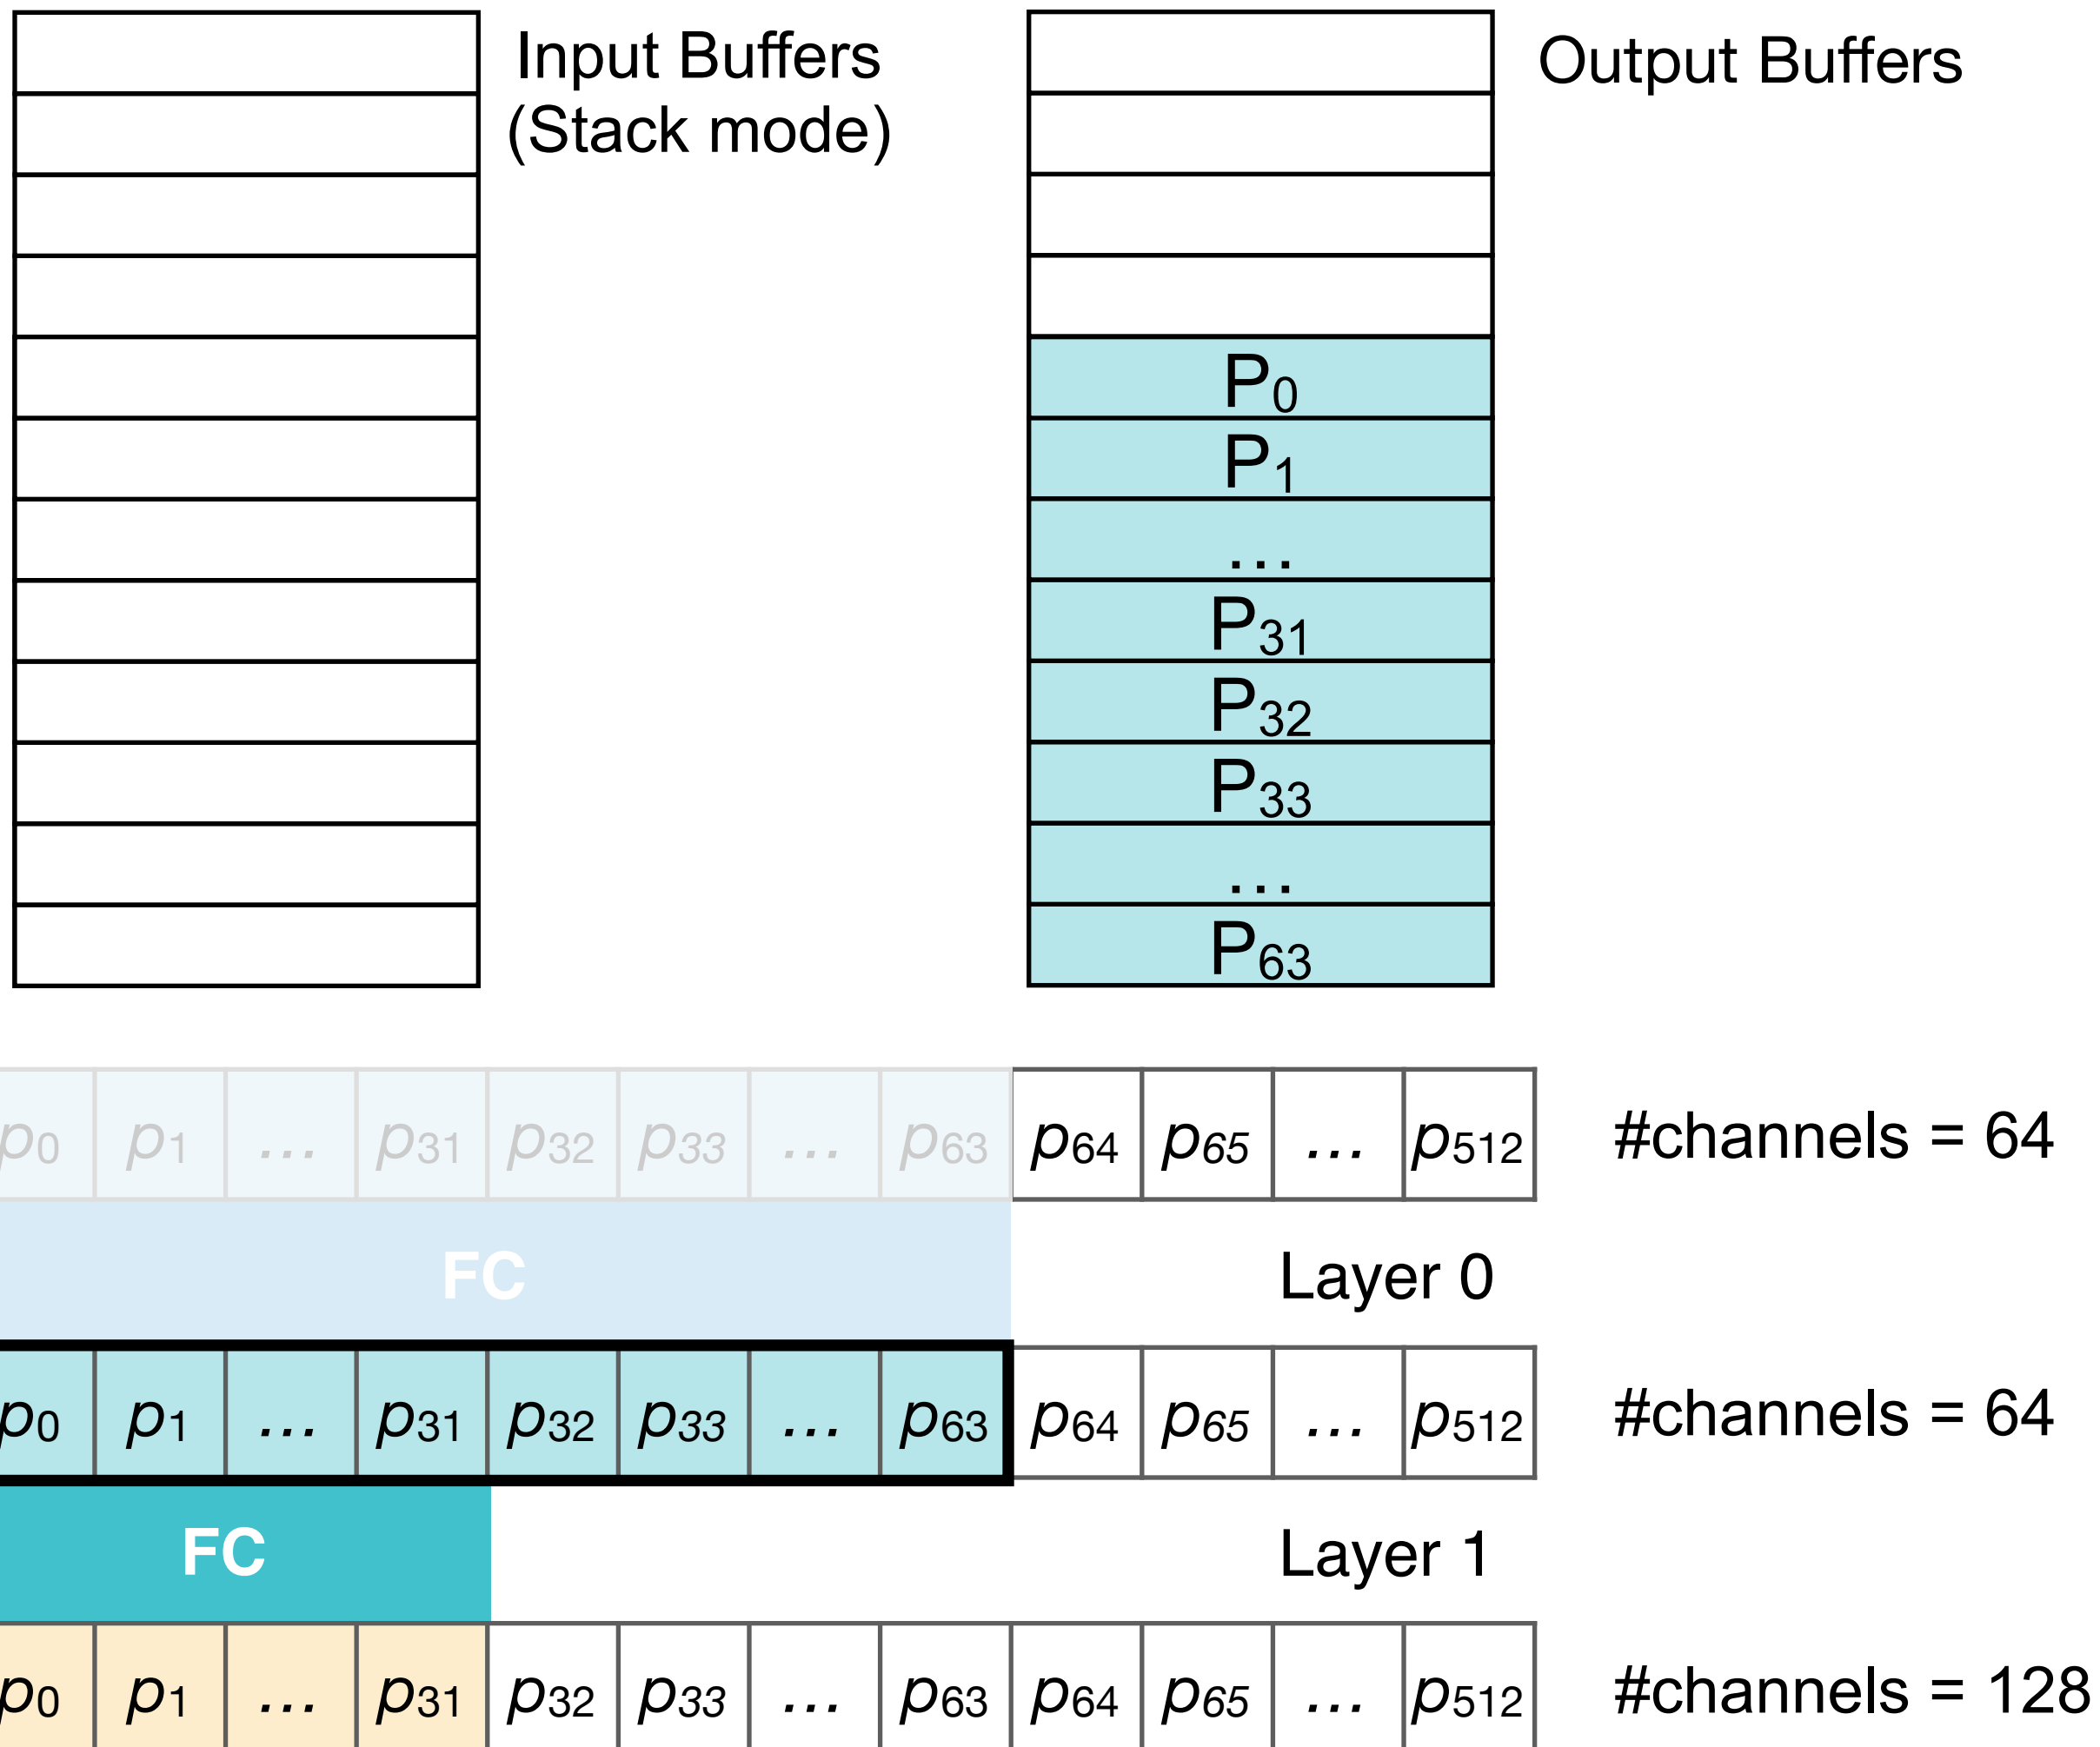 Input Buffers
(Stack mode)
Output Buffers
P0
P1
...
P31
P32
P33
...
P63
p0 p1 ... p31 p32 p33 ... p63 p64 p65 ... p512 #channels = 64
FC Layer 0
p0 p1 ... p31 p32 p33 ... p63 p64 p65 ... p512 #channels = 64
FC Layer 1
p0 p1 ... p31 p32 p33 ... p63 p64 p65 ... p512 #channels = 128